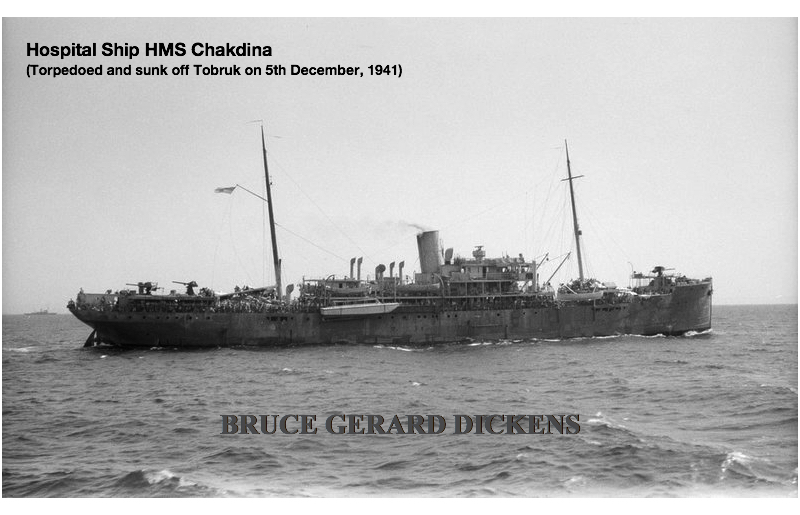 Hospital Ship HMS Chakdina
(Torpedoed and sunk off Tobruk on 5th December, 1941)
BRUCE GERARD DICKENS